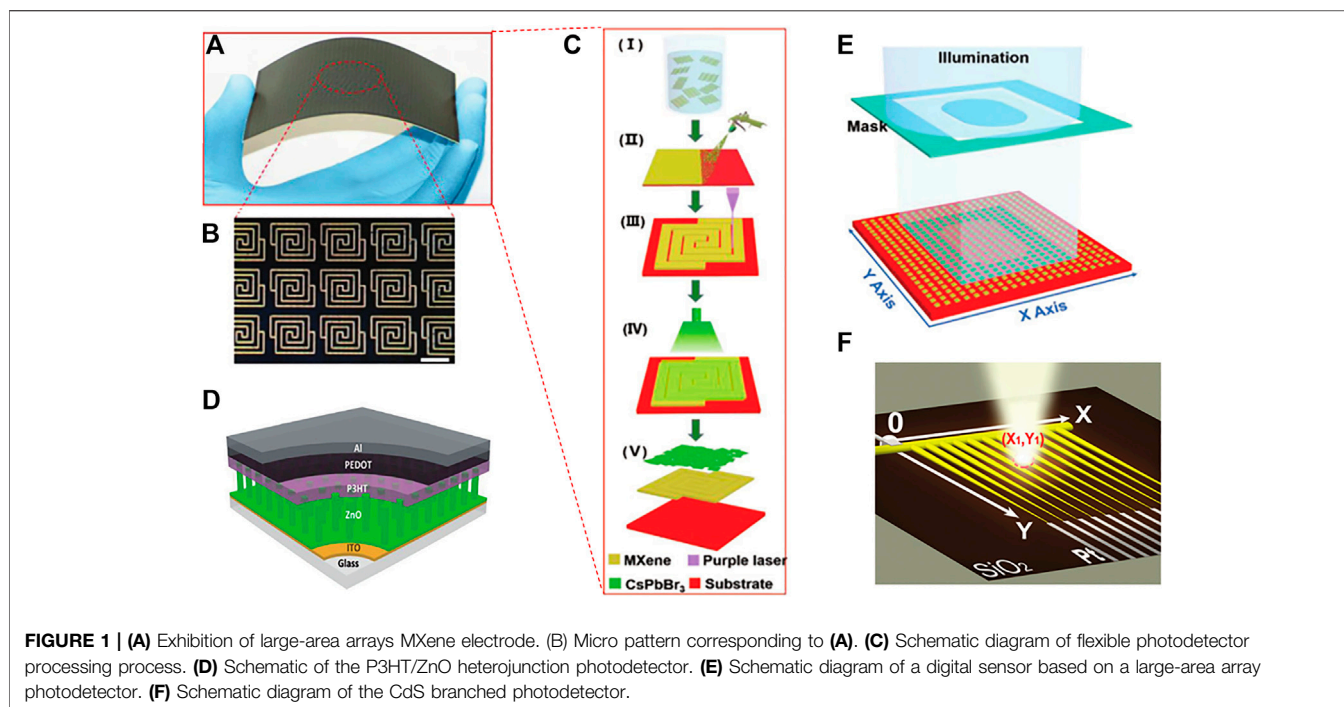 A
B
C
(I)
(II)
(III)
(IV)
(V)
MXene
Purple laser
CsPbBr₃
Substrate
D
Al
PEDOT
P3HT
ZnO
ITO
Glass
E
Illumination
Mask
Y Axis
X Axis
F
0
X
(X₁,Y₁)
Y
Pt
SiO₂
FIGURE 1 | (A) Exhibition of large-area arrays MXene electrode. (B) Micro pattern corresponding to (A). (C) Schematic diagram of flexible photodetector
processing process. (D) Schematic of the P3HT/ZnO heterojunction photodetector. (E) Schematic diagram of a digital sensor based on a large-area array
photodetector. (F) Schematic diagram of the CdS branched photodetector.